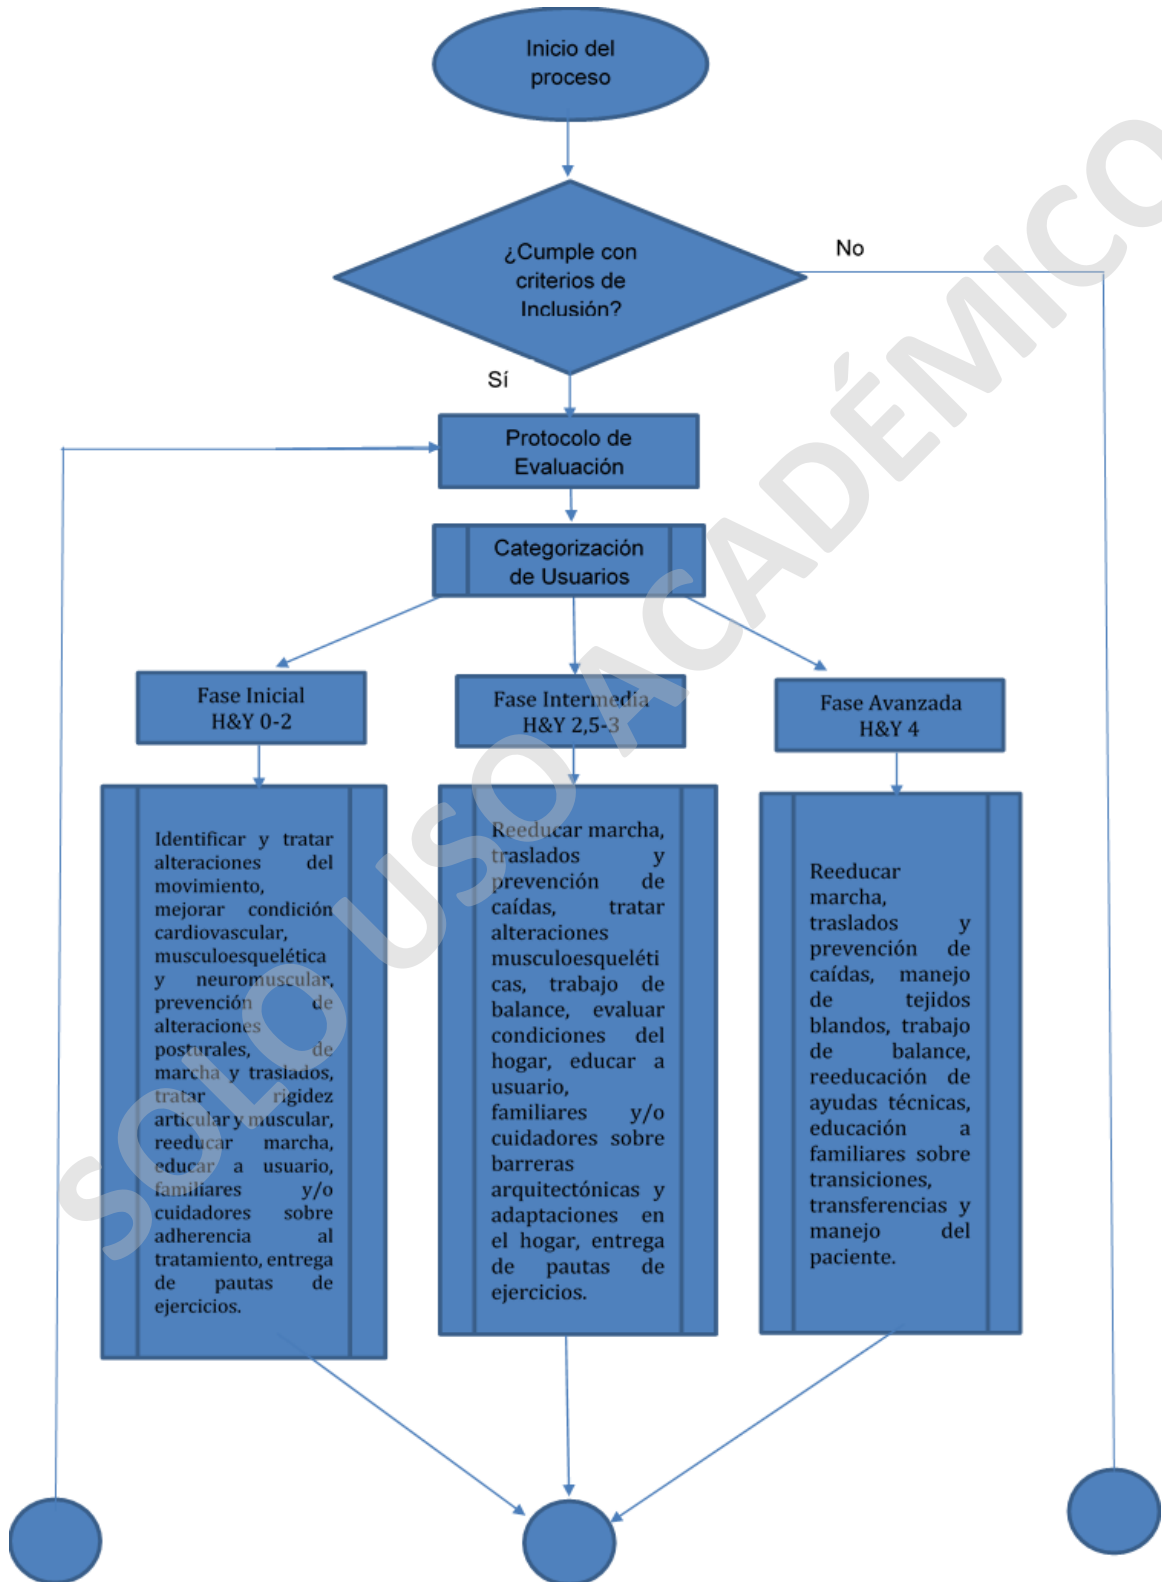 Inicio del
proceso
¿Cumple con
criterios de
Inclusión?
No
Sí
Protocolo de
Evaluación
Categorización
de Usuarios
Fase Inicial
H&Y 0-2
Fase Intermedia
H&Y 2,5-3
Fase Avanzada
H&Y 4
Identificar y tratar
alteraciones del
movimiento,
mejorar condición
cardiovascular,
musculoesquelética
y neuromuscular,
prevención de
alteraciones
posturales, de
marcha y traslados,
tratar rigidez
articular y muscular,
reeducar marcha,
educar a usuario,
familiares y/o
cuidadores sobre
adherencia al
tratamiento, entrega
de pautas de
ejercicios.
Reeducar marcha,
traslados y
prevención de
caídas, tratar
alteraciones
musculoesqueléti
cas, trabajo de
balance, evaluar
condiciones del
hogar, educar a
usuario,
familiares y/o
cuidadores sobre
barreras
arquitectónicas y
adaptaciones en
el hogar, entrega
de pautas de
ejercicios.
Reeducar
marcha,
traslados y
prevención de
caídas, manejo
de tejidos
blandos, trabajo
de balance,
reeducación de
ayudas técnicas,
educación a
familiares sobre
transiciones,
transferencias y
manejo del
paciente.
SOLO USO ACADÉMICO